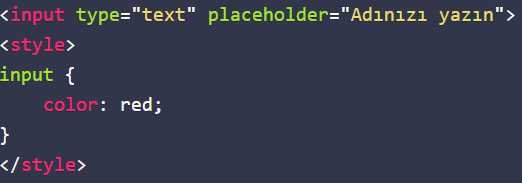 <input type="text" placeholder="Adınızı yazın">
<style>
input {
    color: red;
}
</style>